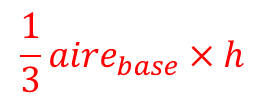 1/3 aire_base × h